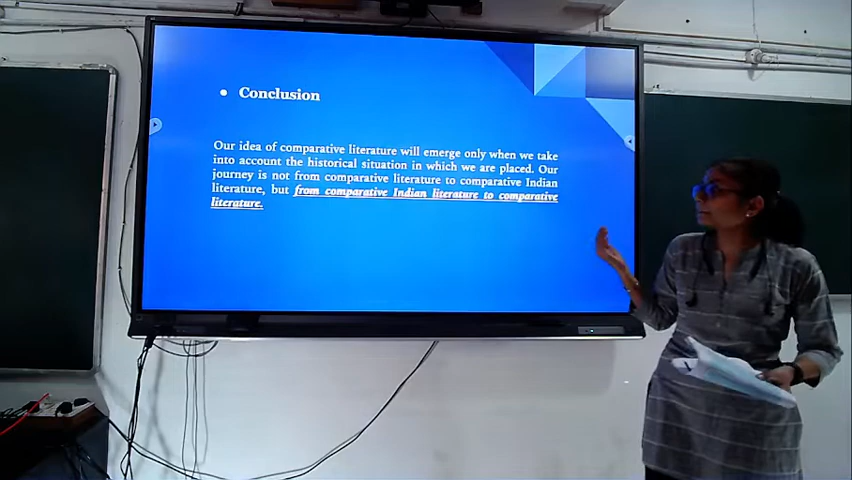 ● Conclusion
Our idea of comparative literature will emerge only when we take
into account the historical situation in which we are placed. Our
journey is not from comparative literature to comparative Indian
literature, but from comparative Indian literature to comparative
literature.